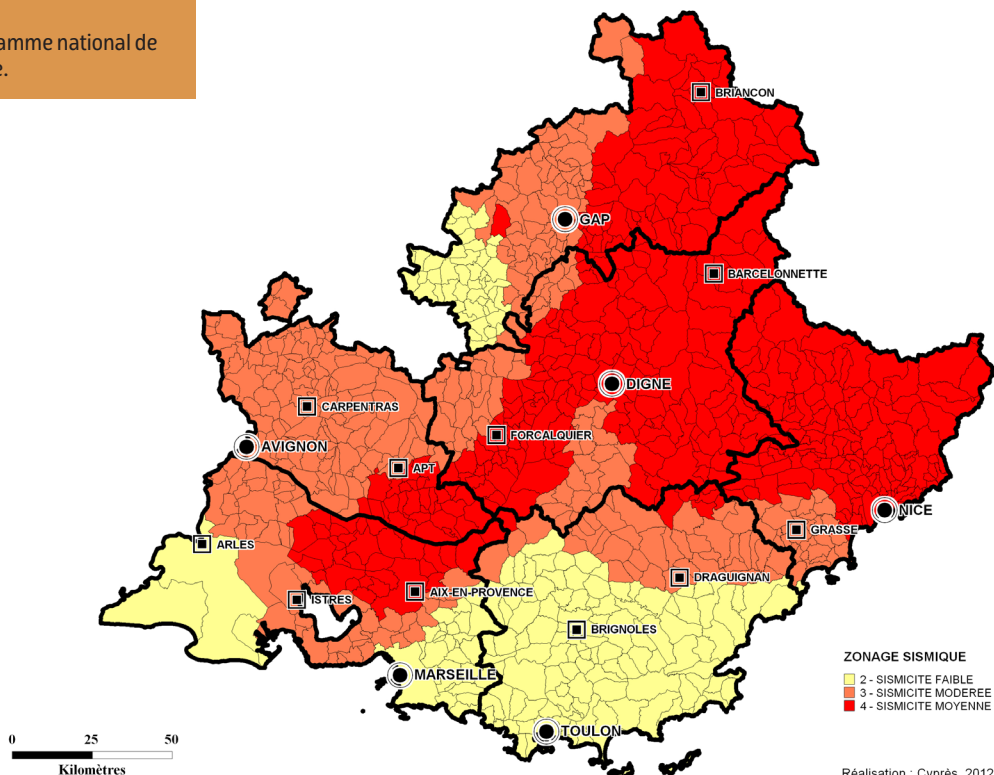 amme national de
e.
BRIANCON
GAP
BARCELONNETTE
DIGNE
CARPENTRAS
FORCALQUIER
AVIGNON
APT
NICE
GRASSE
ARLES
DRAGUIGNAN
AIX-EN-PROVENCE
ISTRES
BRIGNOLES
MARSEILLE
TOULON
ZONAGE SISMIQUE
2 - SISMICITE FAIBLE
3 - SISMICITE MODEREE
4 - SISMICITE MOYENNE
0 25 50
Kilomètres
Réalisation : Cyprès, 2012